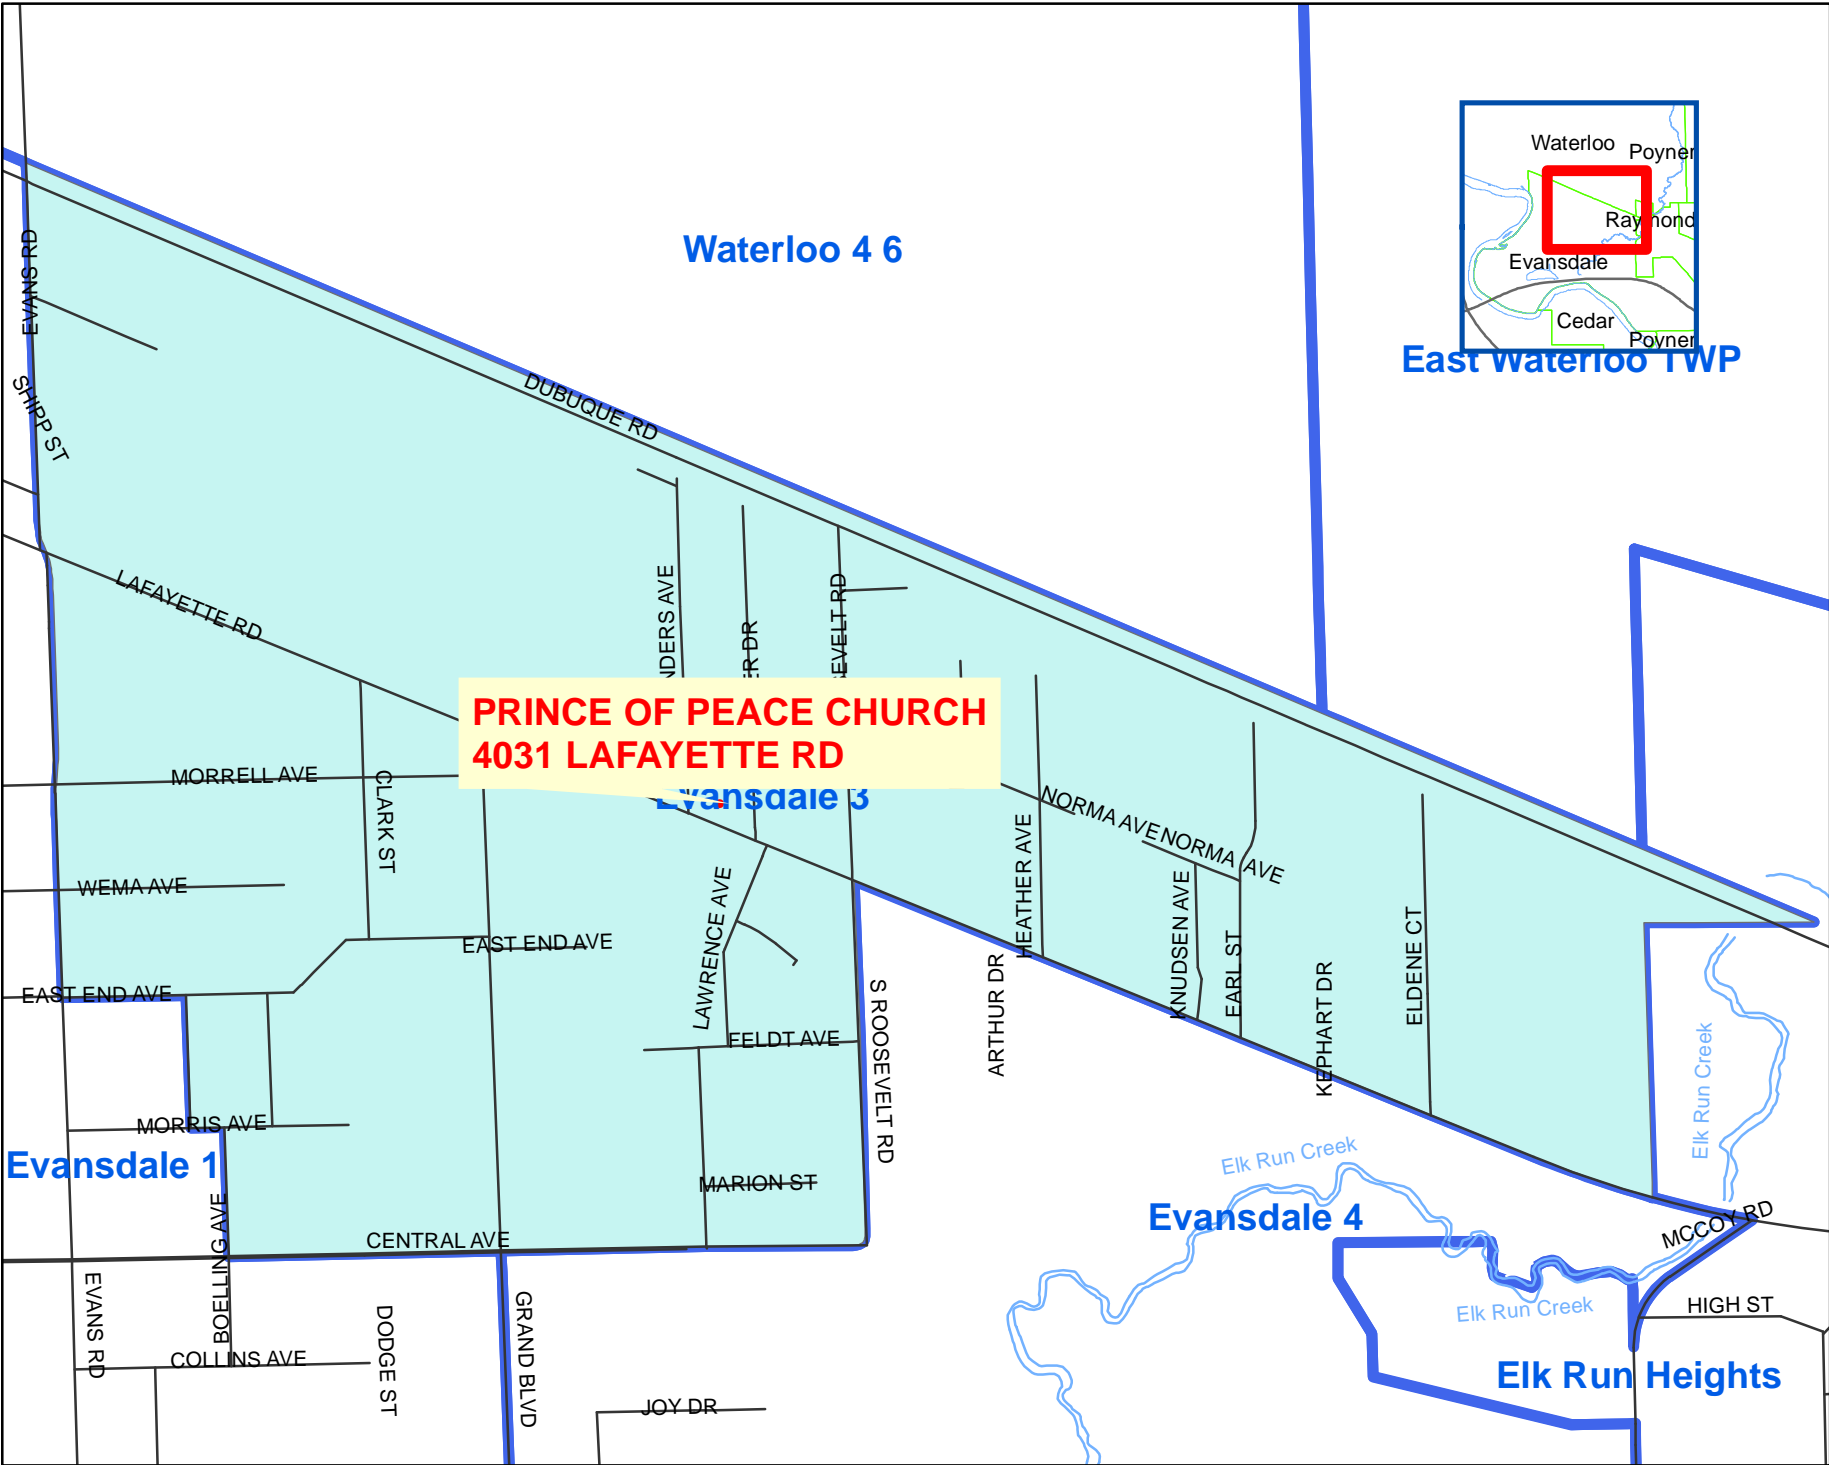 Waterloo
Poyner
Raymond
Evansdale
Cedar
Poyner
Waterloo 4 6
East Waterloo TWP
EVANS RD
SHIPP ST
DUBUQUE RD
LAFAYETTE RD
PRINCE OF PEACE CHURCH
4031 LAFAYETTE RD
Evansdale 3
MORRELL AVE
CLARK ST
WEMA AVE
EAST END AVE
EAST END AVE
LAWRENCE AVE
FELDT AVE
S ROOSEVELT RD
MORRIS AVE
MARION ST
CENTRAL AVE
Evansdale 1
BOELLING AVE
EVANS RD
COLLINS AVE
DODGE ST
GRAND BLVD
JOY DR
NORMA AVE
NORMA AVE
HEATHER AVE
ARTHUR DR
KNUDSEN AVE
EARL ST
KEPHART DR
ELDENE CT
Elk Run Creek
Elk Run Creek
Evansdale 4
MCCOY RD
Elk Run Creek
HIGH ST
Elk Run Heights